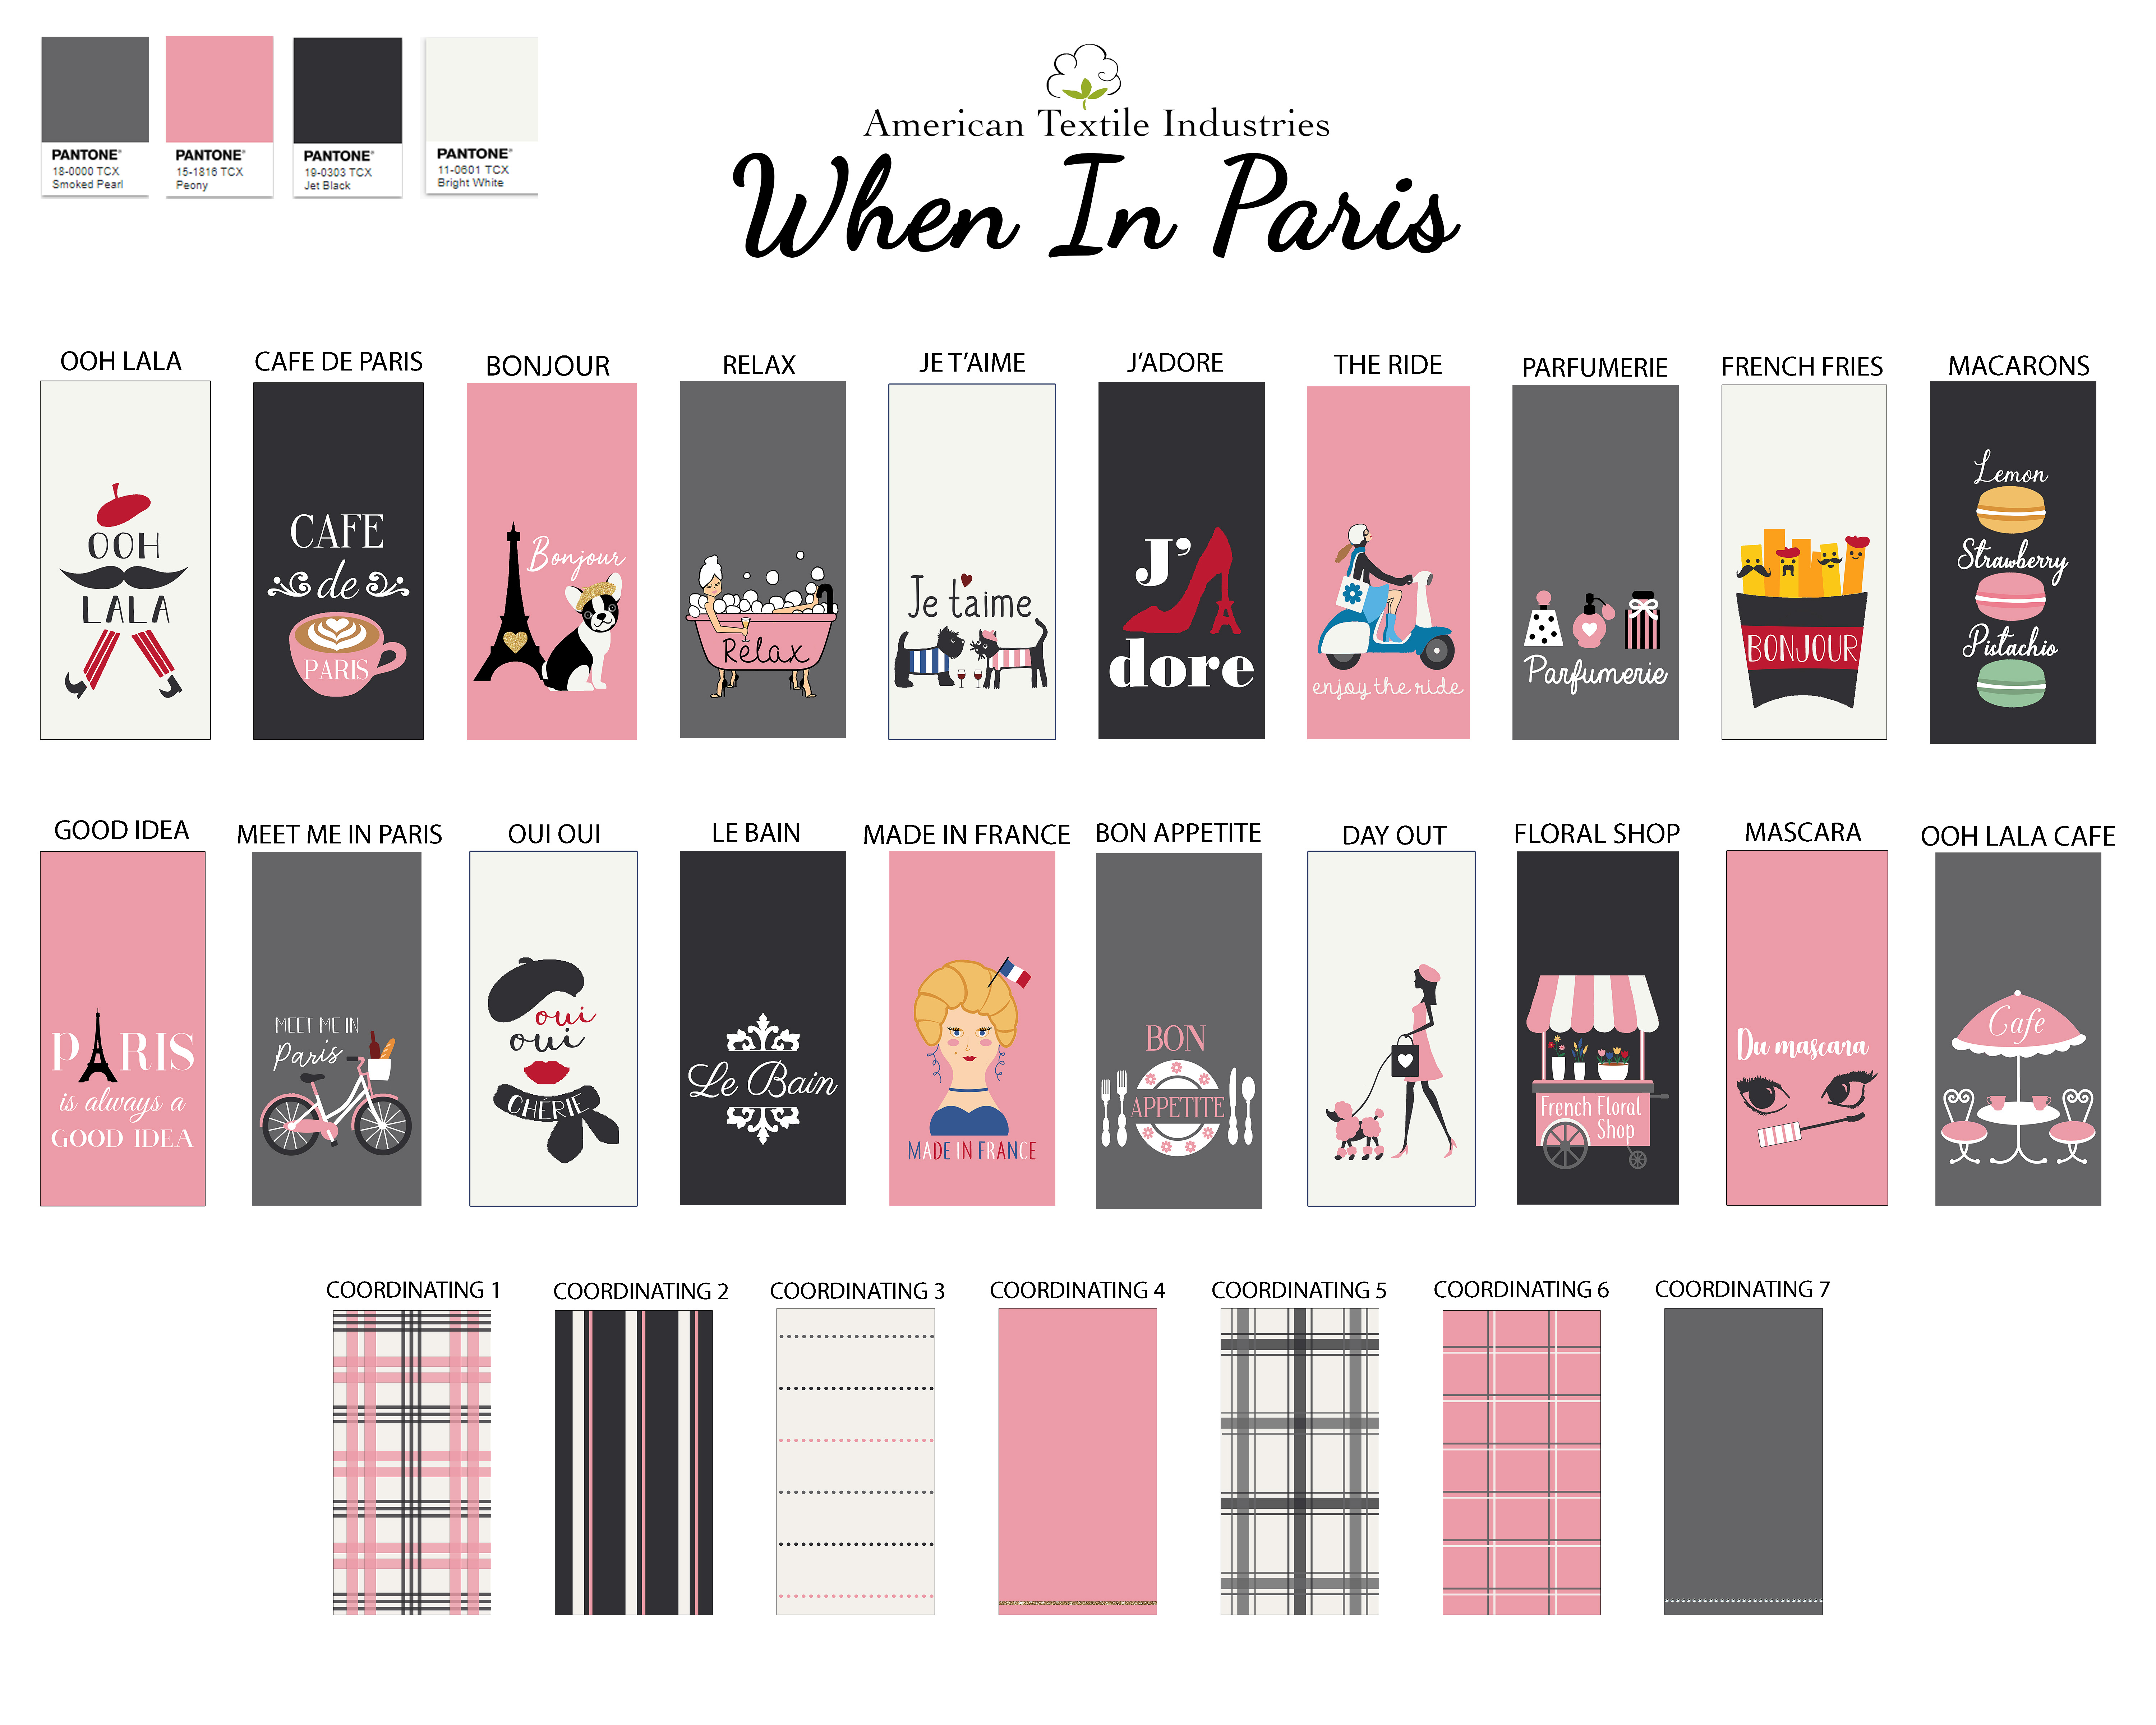 PANTONE®
18-0000 TCX
Smoked Pearl
PANTONE®
15-1816 TCX
Peony
PANTONE®
19-0303 TCX
Jet Black
PANTONE®
11-0601 TCX
Bright White
American Textile Industries
When In Paris
OOH LALA
CAFE DE PARIS
BONJOUR
RELAX
JE T’AIME
J’ADORE
THE RIDE
PARFUMERIE
FRENCH FRIES
MACARONS
OOH
LALA
CAFE
de
PARIS
Bonjour
Relax
Je t'aime
J’
dore
enjoy the ride
Parfumerie
BONJOUR
Lemon
Strawberry
Pistachio
GOOD IDEA
MEET ME IN PARIS
OUI OUI
LE BAIN
MADE IN FRANCE
BON APPETITE
DAY OUT
FLORAL SHOP
MASCARA
OOH LALA CAFE
PARIS
is always a
GOOD IDEA
MEET ME IN
Paris
oui
oui
CHÉRIE
Le Bain
MADE IN FRANCE
BON
APPETITE
French Floral
Shop
Du mascara
Cafe
COORDINATING 1
COORDINATING 2
COORDINATING 3
COORDINATING 4
COORDINATING 5
COORDINATING 6
COORDINATING 7